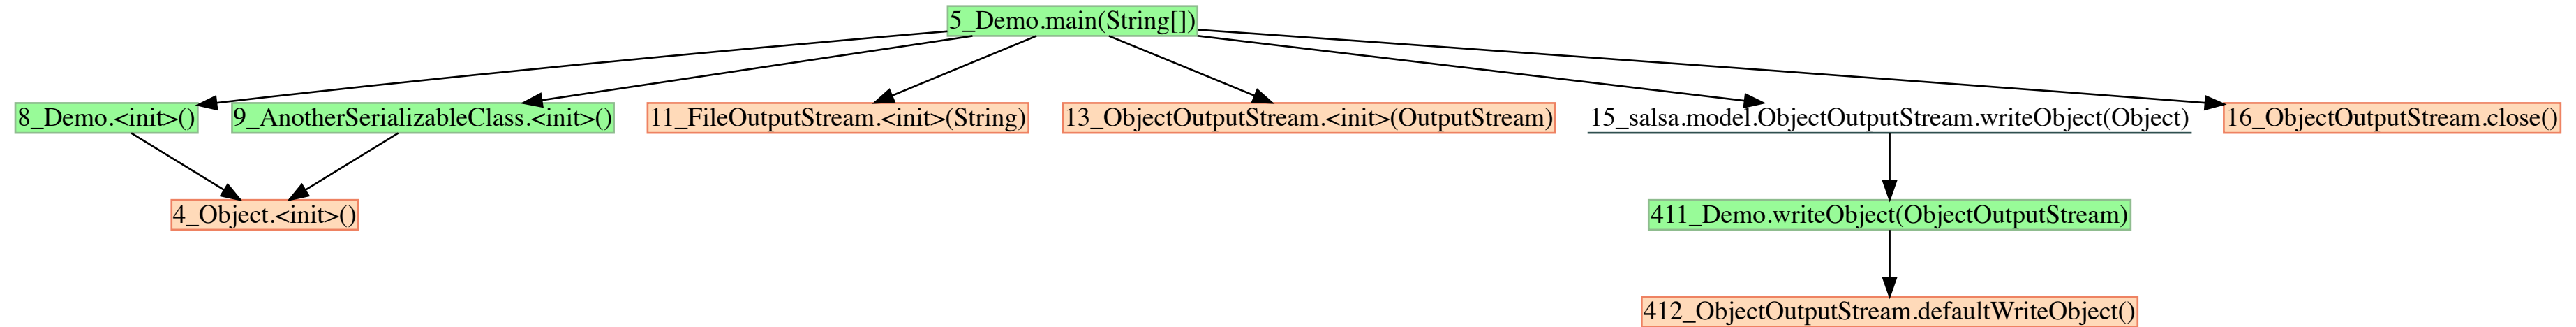 5_Demo.main(String[])
8_Demo.<init>()
9_AnotherSerializableClass.<init>()
11_FileOutputStream.<init>(String)
13_ObjectOutputStream.<init>(OutputStream)
15_salsa.model.ObjectOutputStream.writeObject(Object)
16_ObjectOutputStream.close()
4_Object.<init>()
411_Demo.writeObject(ObjectOutputStream)
412_ObjectOutputStream.defaultWriteObject()